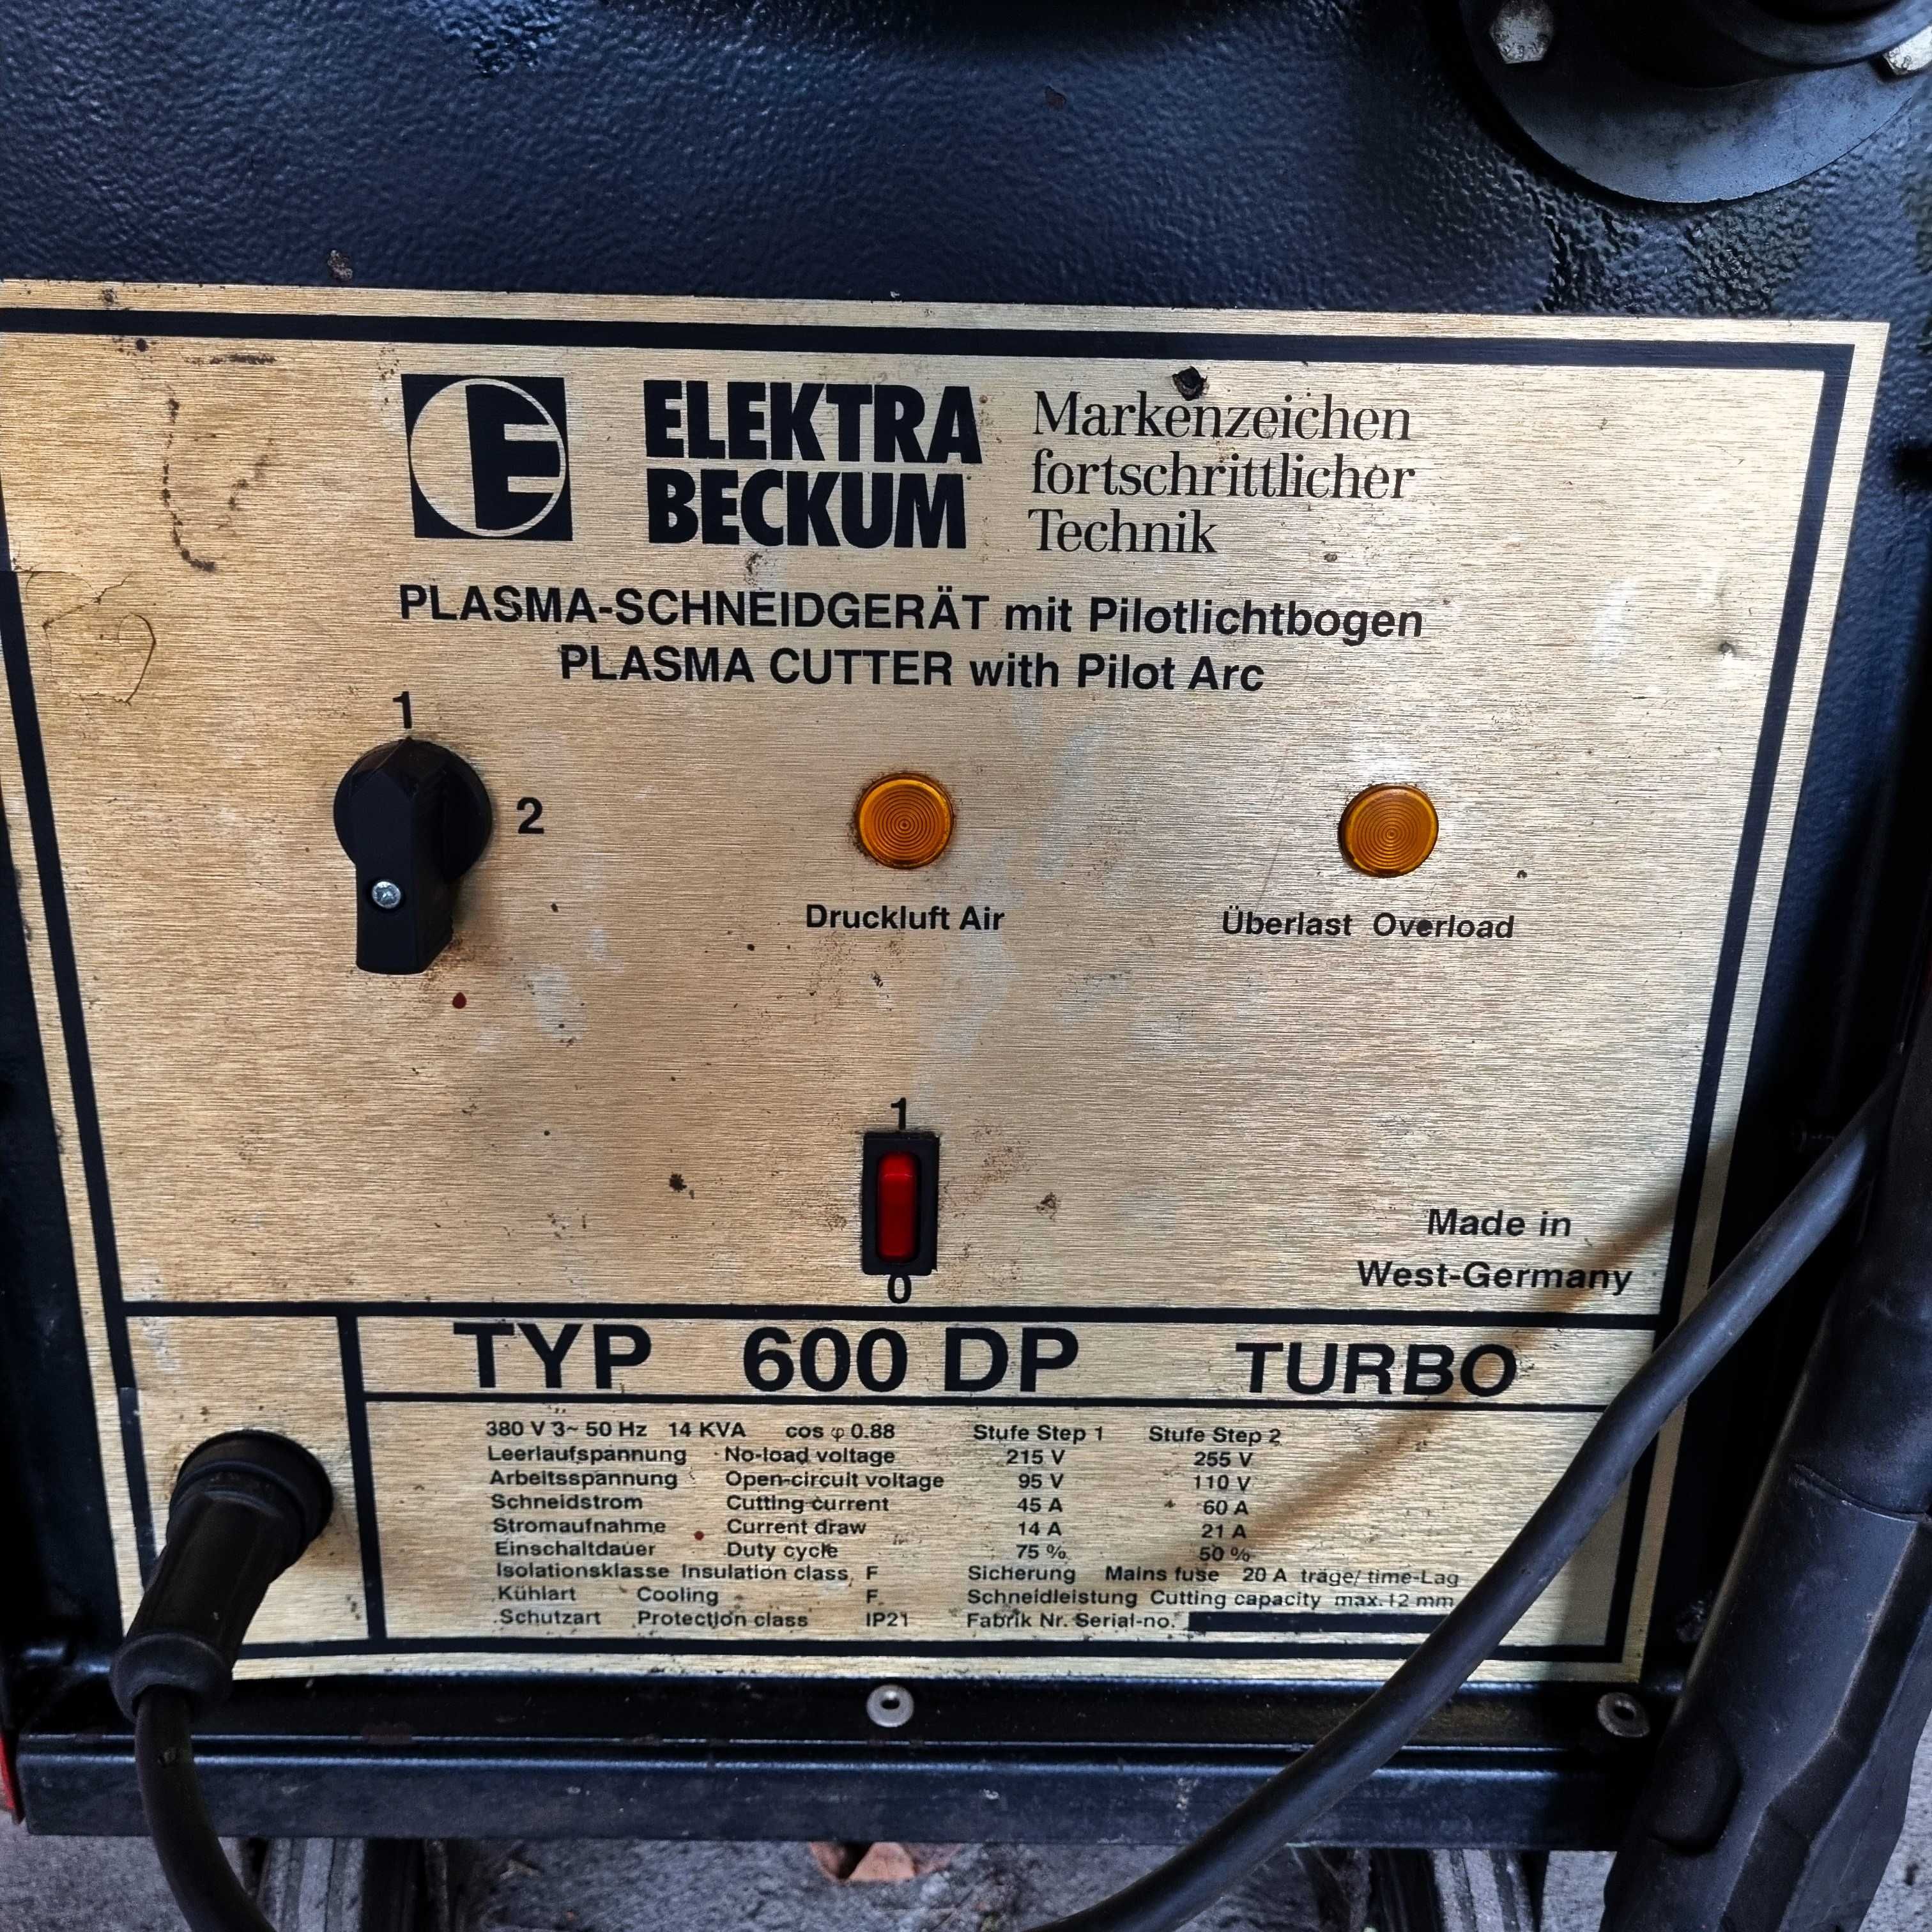 ELEKTRA
BECKUM
Markenzeichen
fortschrittlicher
Technik
PLASMA-SCHNEIDGERÄT mit Pilotlichtbogen
PLASMA CUTTER with Pilot Arc
1
2
Druckluft Air
Überlast Overload
1
0
Made in
West-Germany
TYP 600 DP TURBO
380 V 3~ 50 Hz 14 KVA cos φ 0.88 Stufe Step 1 Stufe Step 2
Leerlaufspannung No-load voltage 215 V 255 V
Arbeitsspannung Open-circuit voltage 95 V 110 V
Schneidstrom Cutting current 45 A 60 A
Stromaufnahme Current draw 14 A 21 A
Einschaltdauer Duty cycle 75 % 50 %
Isolationsklasse Insulation class F Sicherung Mains fuse 20 A träge/time-Lag
Kühlart Cooling F Schneidleistung Cutting capacity max. 12 mm
Schutzart Protection class IP21 Fabrik Nr. Serial-no.